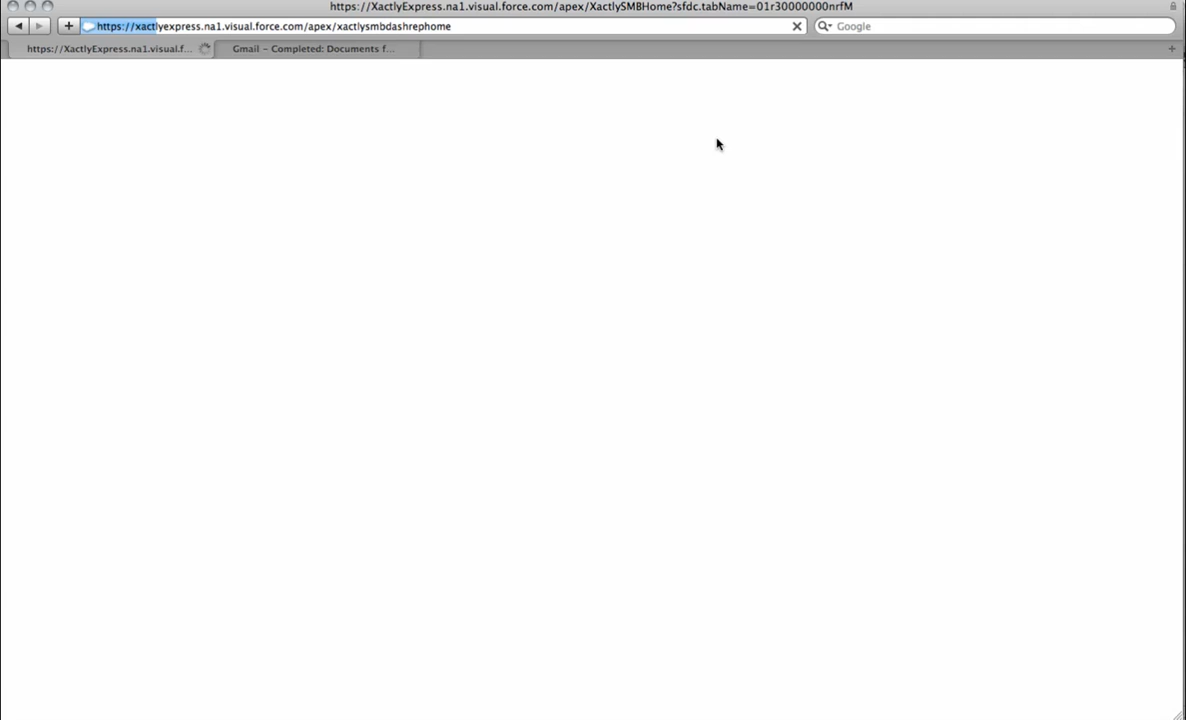 https://XactlyExpress.na1.visual.force.com/apex/XactlySMBHome?sfdc.tabName=01r30000000nrfM
https://xactlyexpress.na1.visual.force.com/apex/xactlysmbdashrephome
Google
https://XactlyExpress.na1.visual.f...
Gmail – Completed: Documents f...